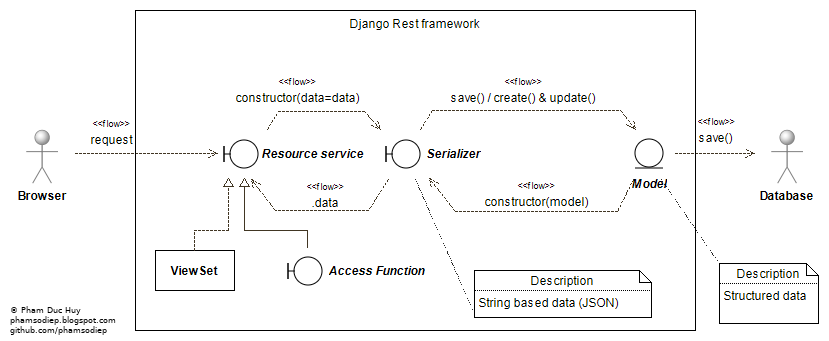 Django Rest framework
<<flow>>
constructor(data=data)
<<flow>>
save() / create() & update()
<<flow>>
request
<<flow>>
save()
Resource service
Serializer
Model
Browser
Database
<<flow>>
.data
<<flow>>
constructor(model)
ViewSet
Access Function
Description
String based data (JSON)
Description
Structured data
© Pham Duc Huy
phamsodiep.blogspot.com
github.com/phamsodiep